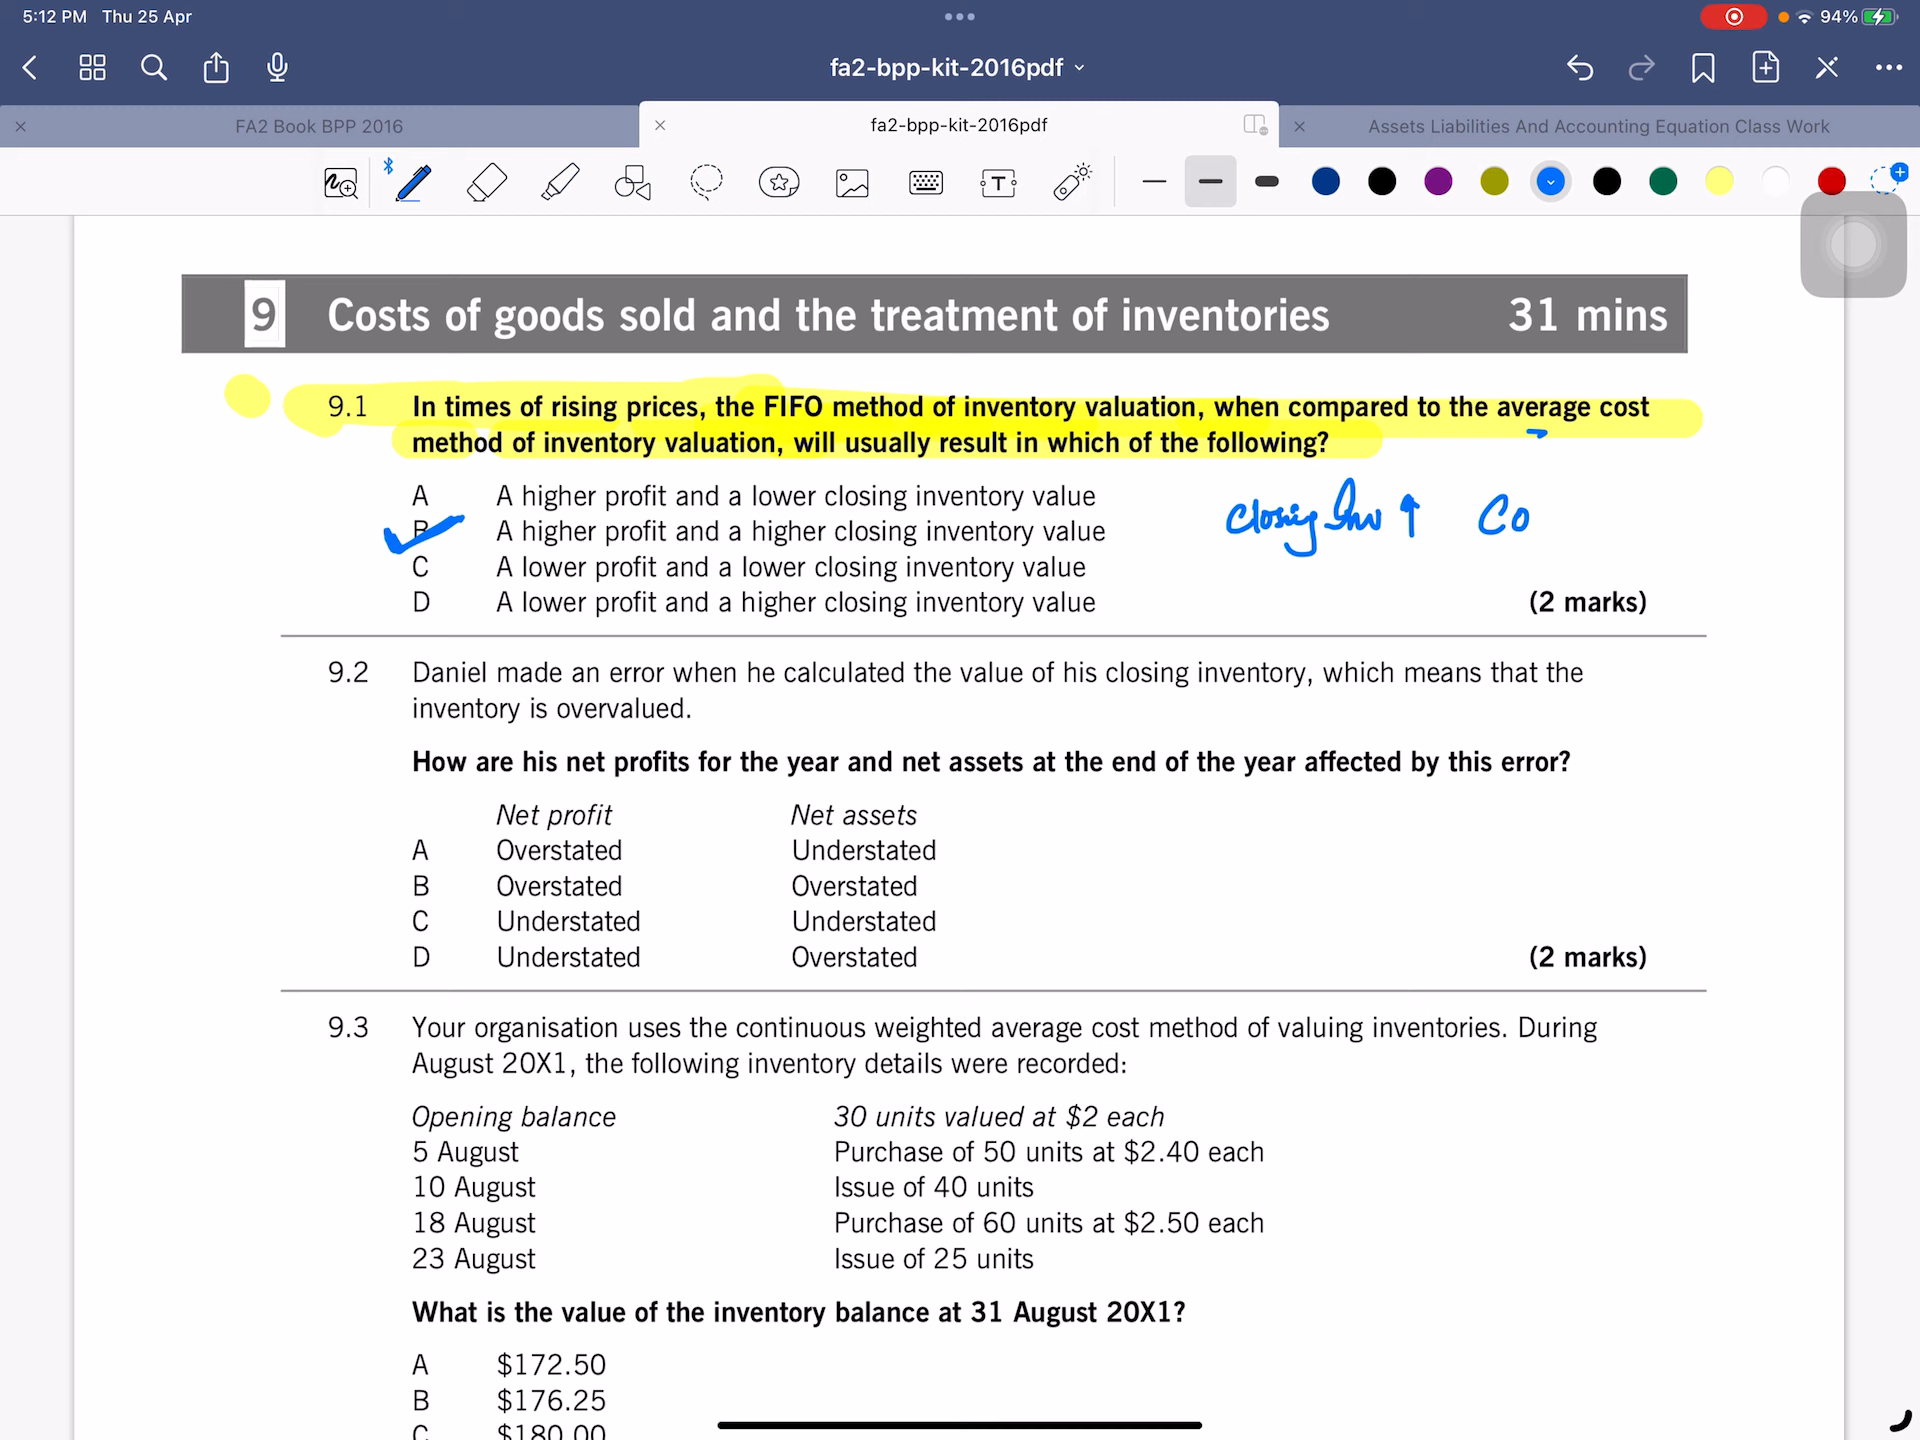 5:12 PM Thu 25 Apr
94%
fa2-bpp-kit-2016pdf
FA2 Book BPP 2016
fa2-bpp-kit-2016pdf
Assets Liabilities And Accounting Equation Class Work
9 Costs of goods sold and the treatment of inventories 31 mins
9.1 In times of rising prices, the FIFO method of inventory valuation, when compared to the average cost
method of inventory valuation, will usually result in which of the following?
A A higher profit and a lower closing inventory value
B A higher profit and a higher closing inventory value
Closing Inv ↑ Co
C A lower profit and a lower closing inventory value
D A lower profit and a higher closing inventory value (2 marks)
9.2 Daniel made an error when he calculated the value of his closing inventory, which means that the
inventory is overvalued.
How are his net profits for the year and net assets at the end of the year affected by this error?
Net profit Net assets
A Overstated Understated
B Overstated Overstated
C Understated Understated
D Understated Overstated (2 marks)
9.3 Your organisation uses the continuous weighted average cost method of valuing inventories. During
August 20X1, the following inventory details were recorded:
Opening balance 30 units valued at $2 each
5 August Purchase of 50 units at $2.40 each
10 August Issue of 40 units
18 August Purchase of 60 units at $2.50 each
23 August Issue of 25 units
What is the value of the inventory balance at 31 August 20X1?
A $172.50
B $176.25
C $180.00